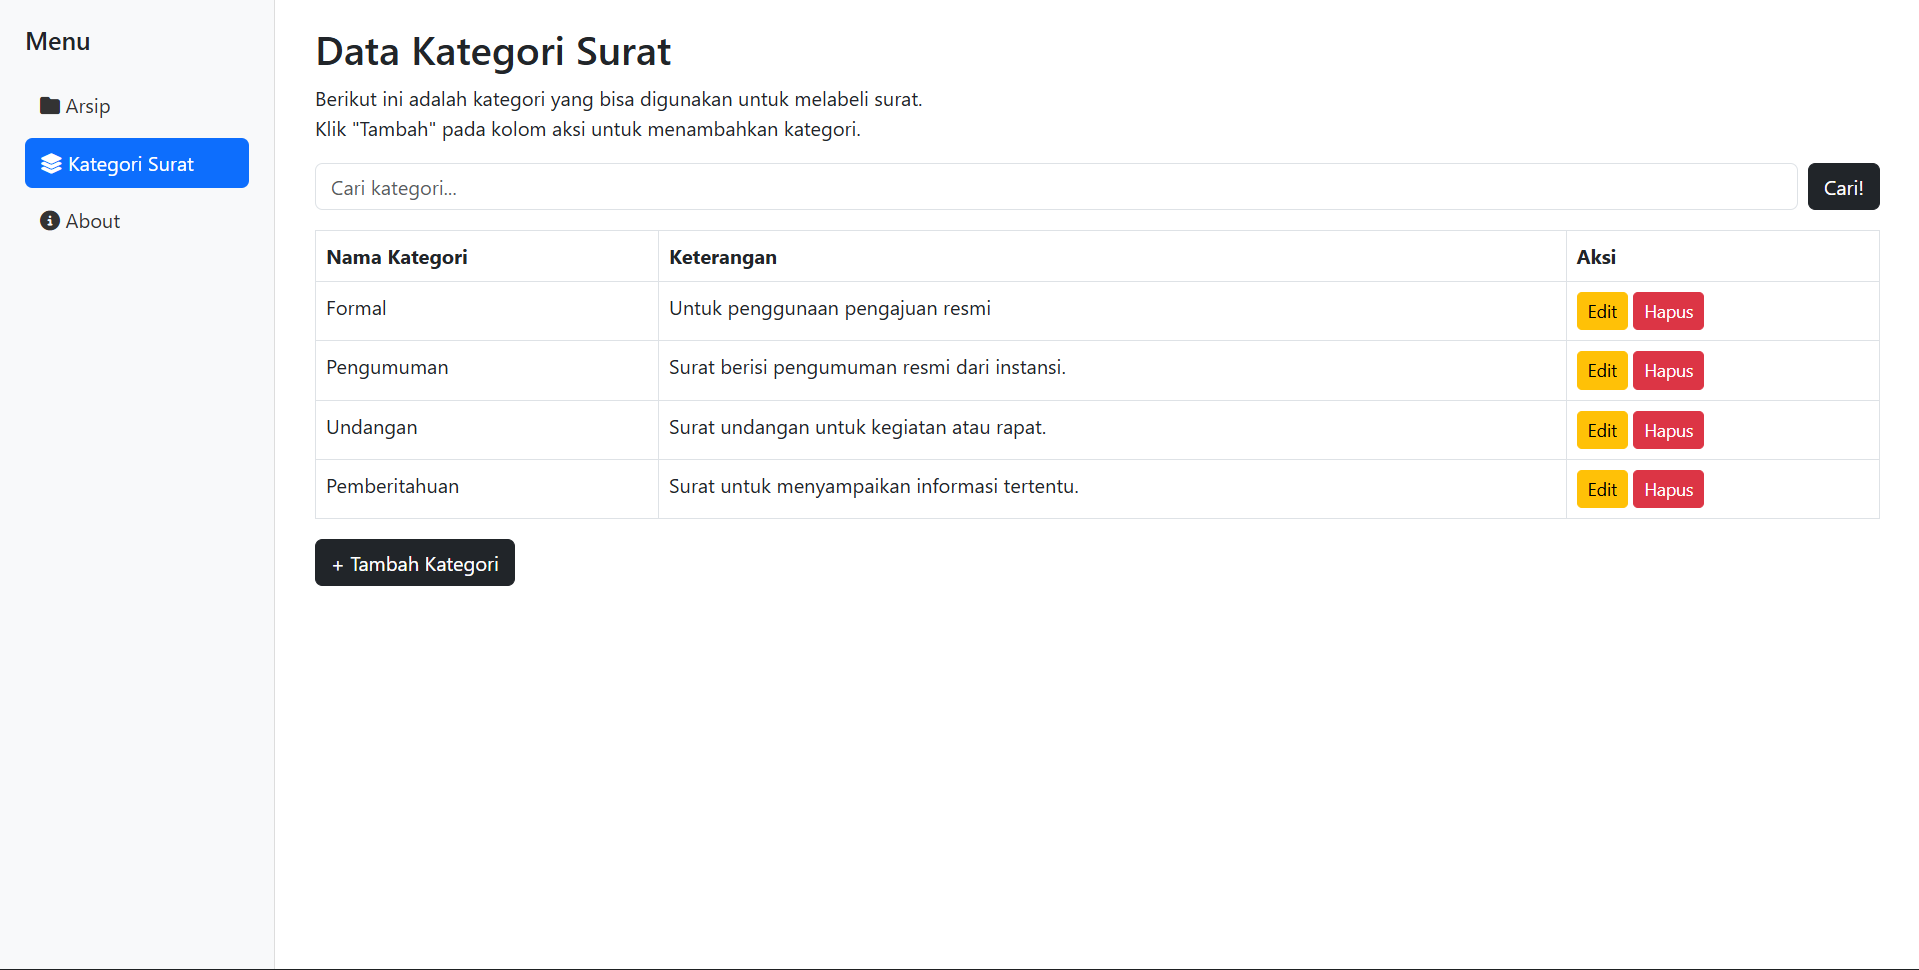 Menu
Arsip
Kategori Surat
About
Data Kategori Surat
Berikut ini adalah kategori yang bisa digunakan untuk melabeli surat.
Klik "Tambah" pada kolom aksi untuk menambahkan kategori.
Cari kategori... Cari!
Nama Kategori Keterangan Aksi
Formal Untuk penggunaan pengajuan resmi Edit Hapus
Pengumuman Surat berisi pengumuman resmi dari instansi. Edit Hapus
Undangan Surat undangan untuk kegiatan atau rapat. Edit Hapus
Pemberitahuan Surat untuk menyampaikan informasi tertentu. Edit Hapus
+ Tambah Kategori